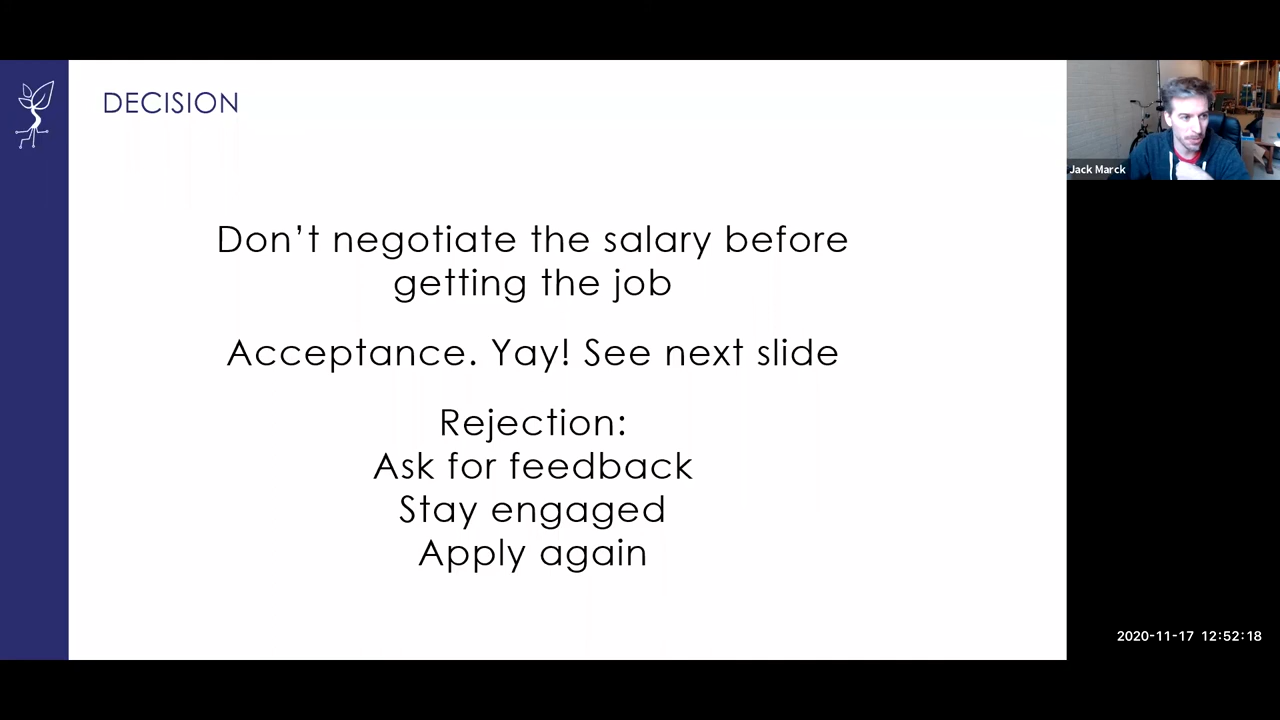 DECISION
Don’t negotiate the salary before
getting the job
Acceptance. Yay! See next slide
Rejection:
Ask for feedback
Stay engaged
Apply again
Jack Marck
2020-11-17 12:52:18